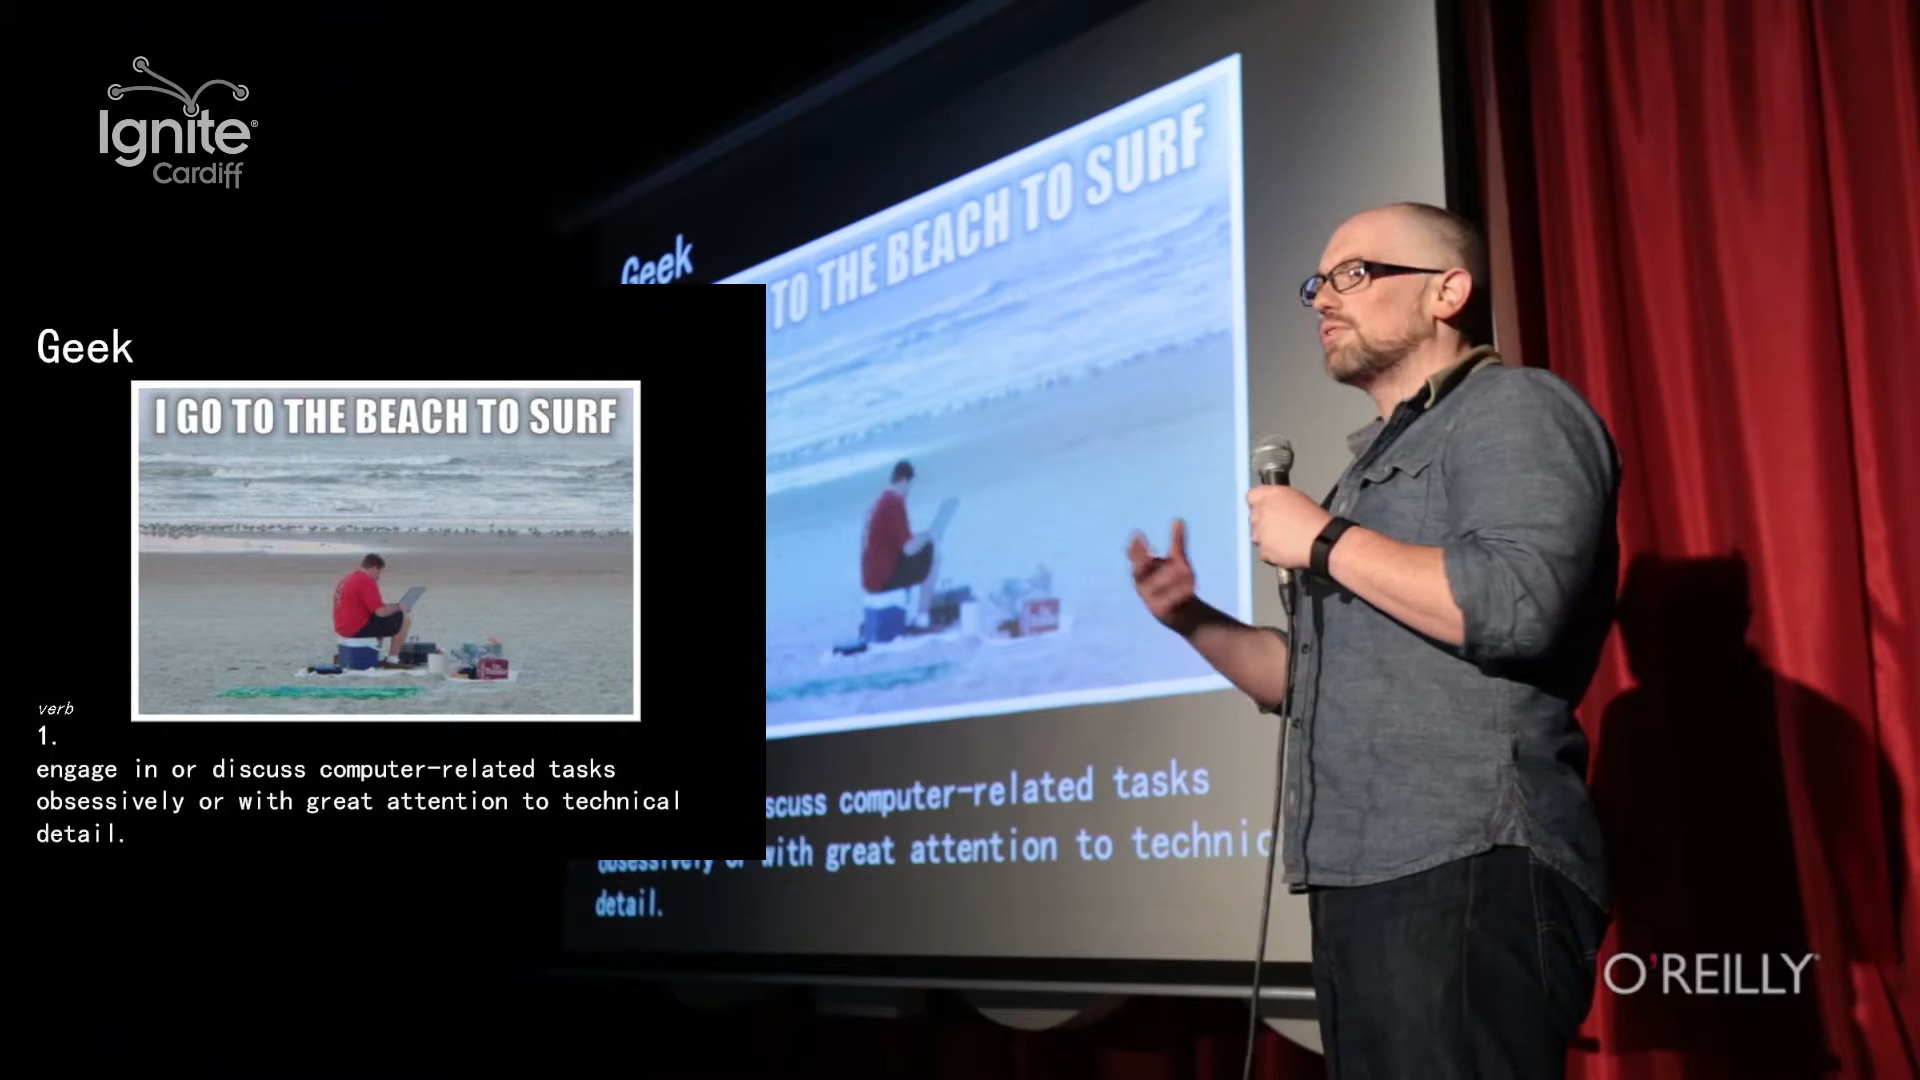 Ignite®
Cardiff
Geek
TO THE BEACH TO SURF
Geek
I GO TO THE BEACH TO SURF
verb
1.
engage in or discuss computer-related tasks
obsessively or with great attention to technical
detail.
scuss computer-related tasks
obsessively or with great attention to technic
detail.
O'REILLY